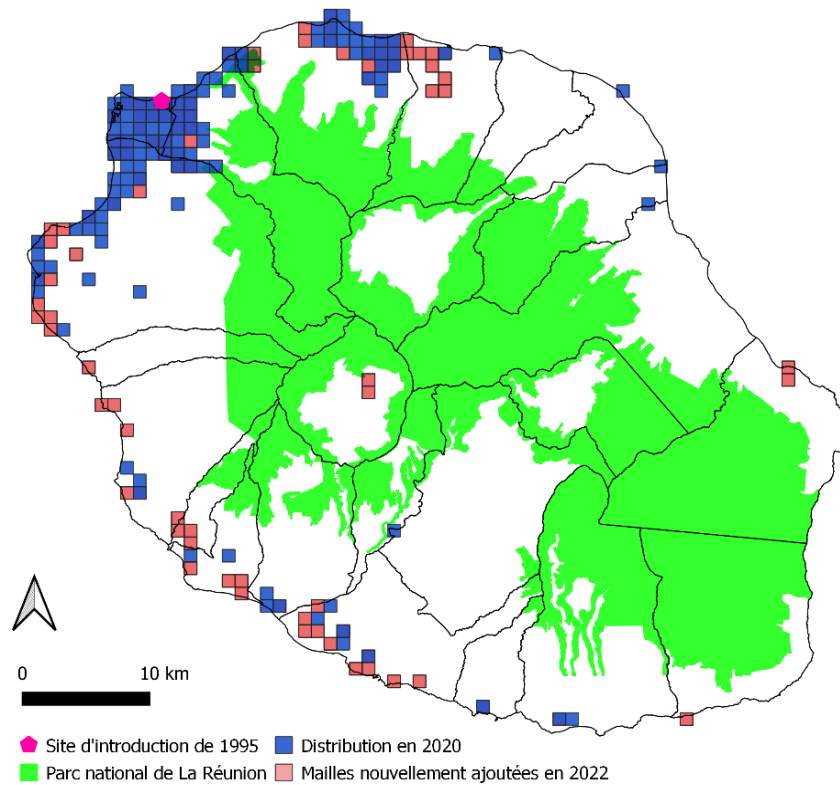 0 10 km
Site d'introduction de 1995 Distribution en 2020
Parc national de La Réunion Mailles nouvellement ajoutées en 2022